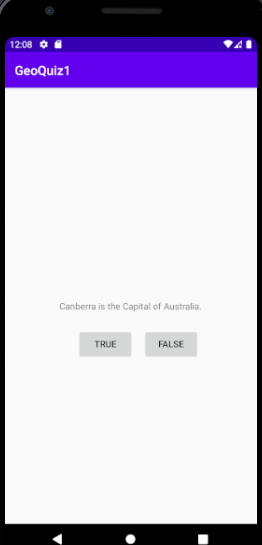 12:08
GeoQuiz1
Canberra is the Capital of Australia.
TRUE FALSE